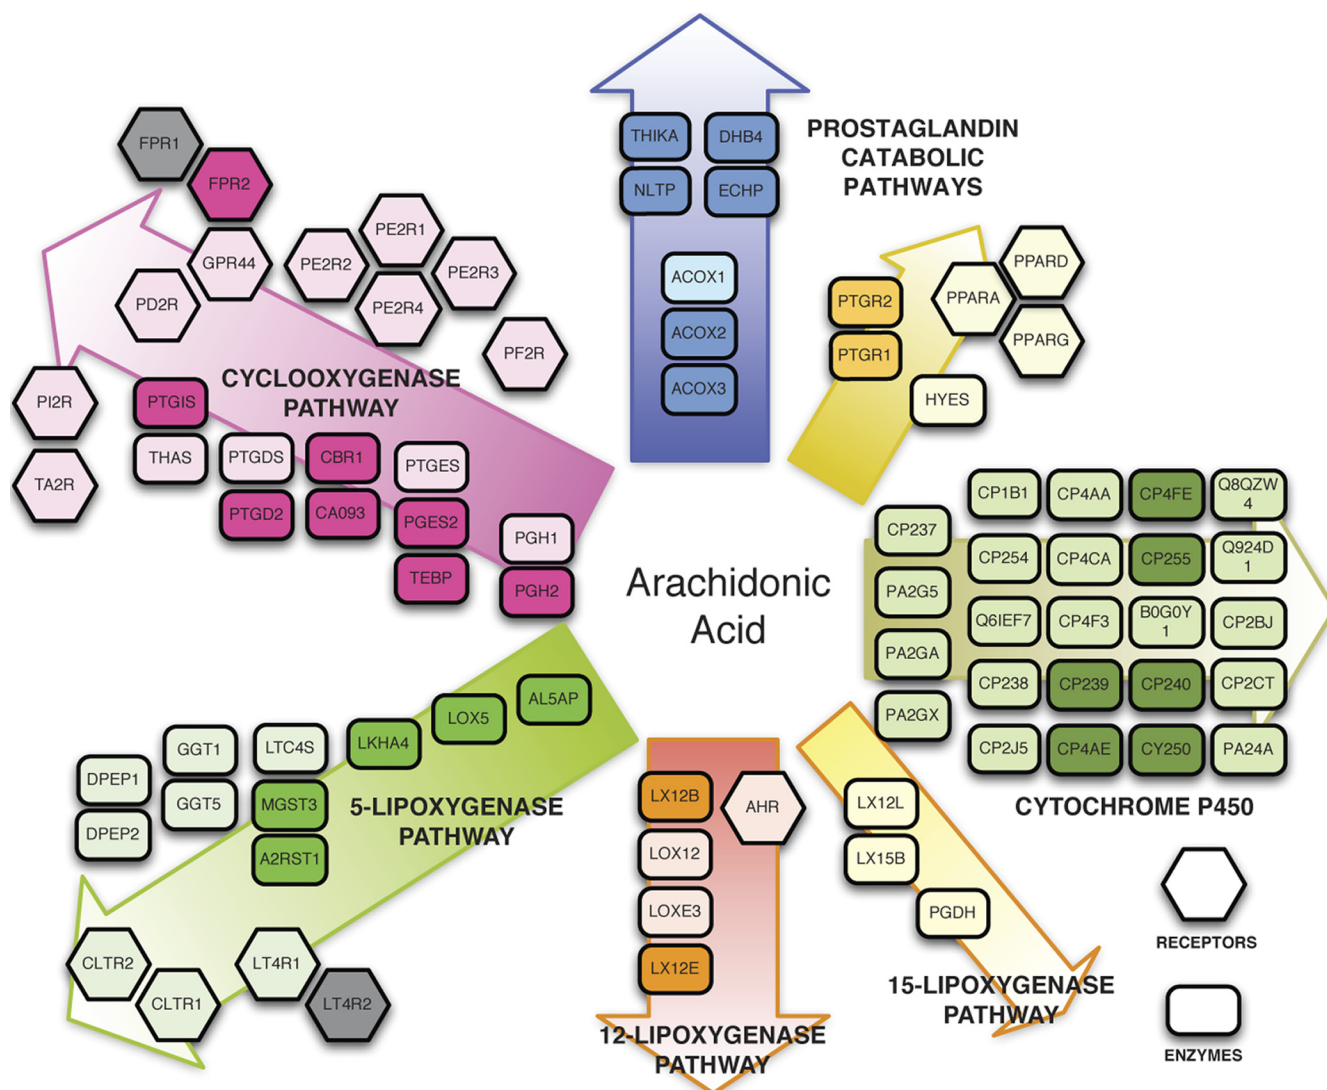 FPR1
FPR2
GPR44
PD2R
PE2R1
PE2R2
PE2R3
PE2R4
PF2R
PI2R
TA2R
CYCLOOXYGENASE
PATHWAY
PTGIS
THAS
PTGDS
PTGD2
CBR1
CA093
PTGES
PGES2
TEBP
PGH1
PGH2
THIKA
DHB4
NLTP
ECHP
ACOX1
ACOX2
ACOX3
PROSTAGLANDIN
CATABOLIC
PATHWAYS
PTGR2
PTGR1
PPARA
PPARD
PPARG
HYES
Arachidonic
Acid
CP237
PA2G5
PA2GA
PA2GX
CP1B1
CP4AA
CP4FE
Q8QZW
4
CP254
CP4CA
CP255
Q924D
1
Q6IEF7
CP4F3
B0G0Y
1
CP2BJ
CP238
CP239
CP240
CP2CT
CP2J5
CP4AE
CY250
PA24A
CYTOCHROME P450
AL5AP
LOX5
LKHA4
LTC4S
MGST3
A2RST1
GGT1
GGT5
DPEP1
DPEP2
5-LIPOXYGENASE
PATHWAY
CLTR2
CLTR1
LT4R1
LT4R2
LX12B
AHR
LOX12
LOXE3
LX12E
12-LIPOXYGENASE
PATHWAY
LX12L
LX15B
PGDH
15-LIPOXYGENASE
PATHWAY
RECEPTORS
ENZYMES